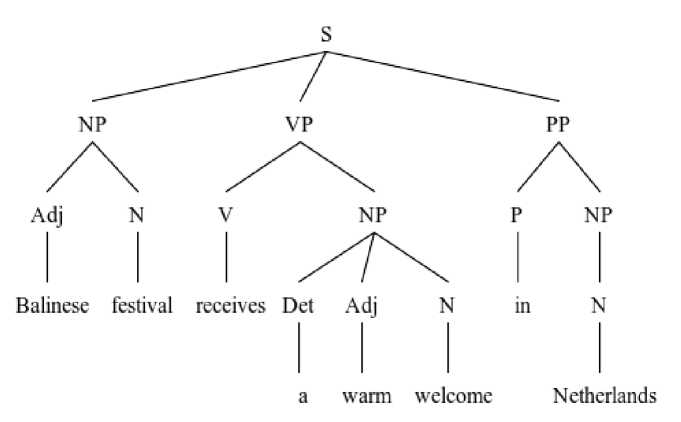 S
NP VP PP
Adj N V NP P NP
Balinese festival receives Det Adj N in N
a warm welcome Netherlands